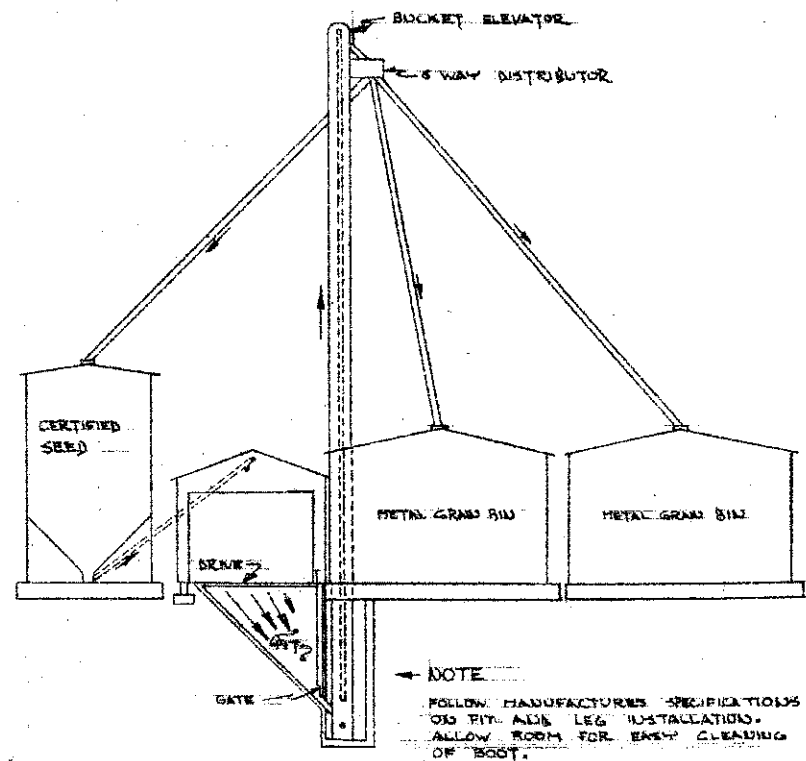 BUCKET ELEVATOR
WAY DISTRIBUTOR
CERTIFIED
SEED
METAL GRAIN BIN
METAL GRAIN BIN
DRIVE
GATE
NOTE
FOLLOW MANUFACTURES SPECIFICATIONS
ON PIT AND LEG INSTALLATION.
ALLOW ROOM FOR EASY CLEANING
OF BOOT.